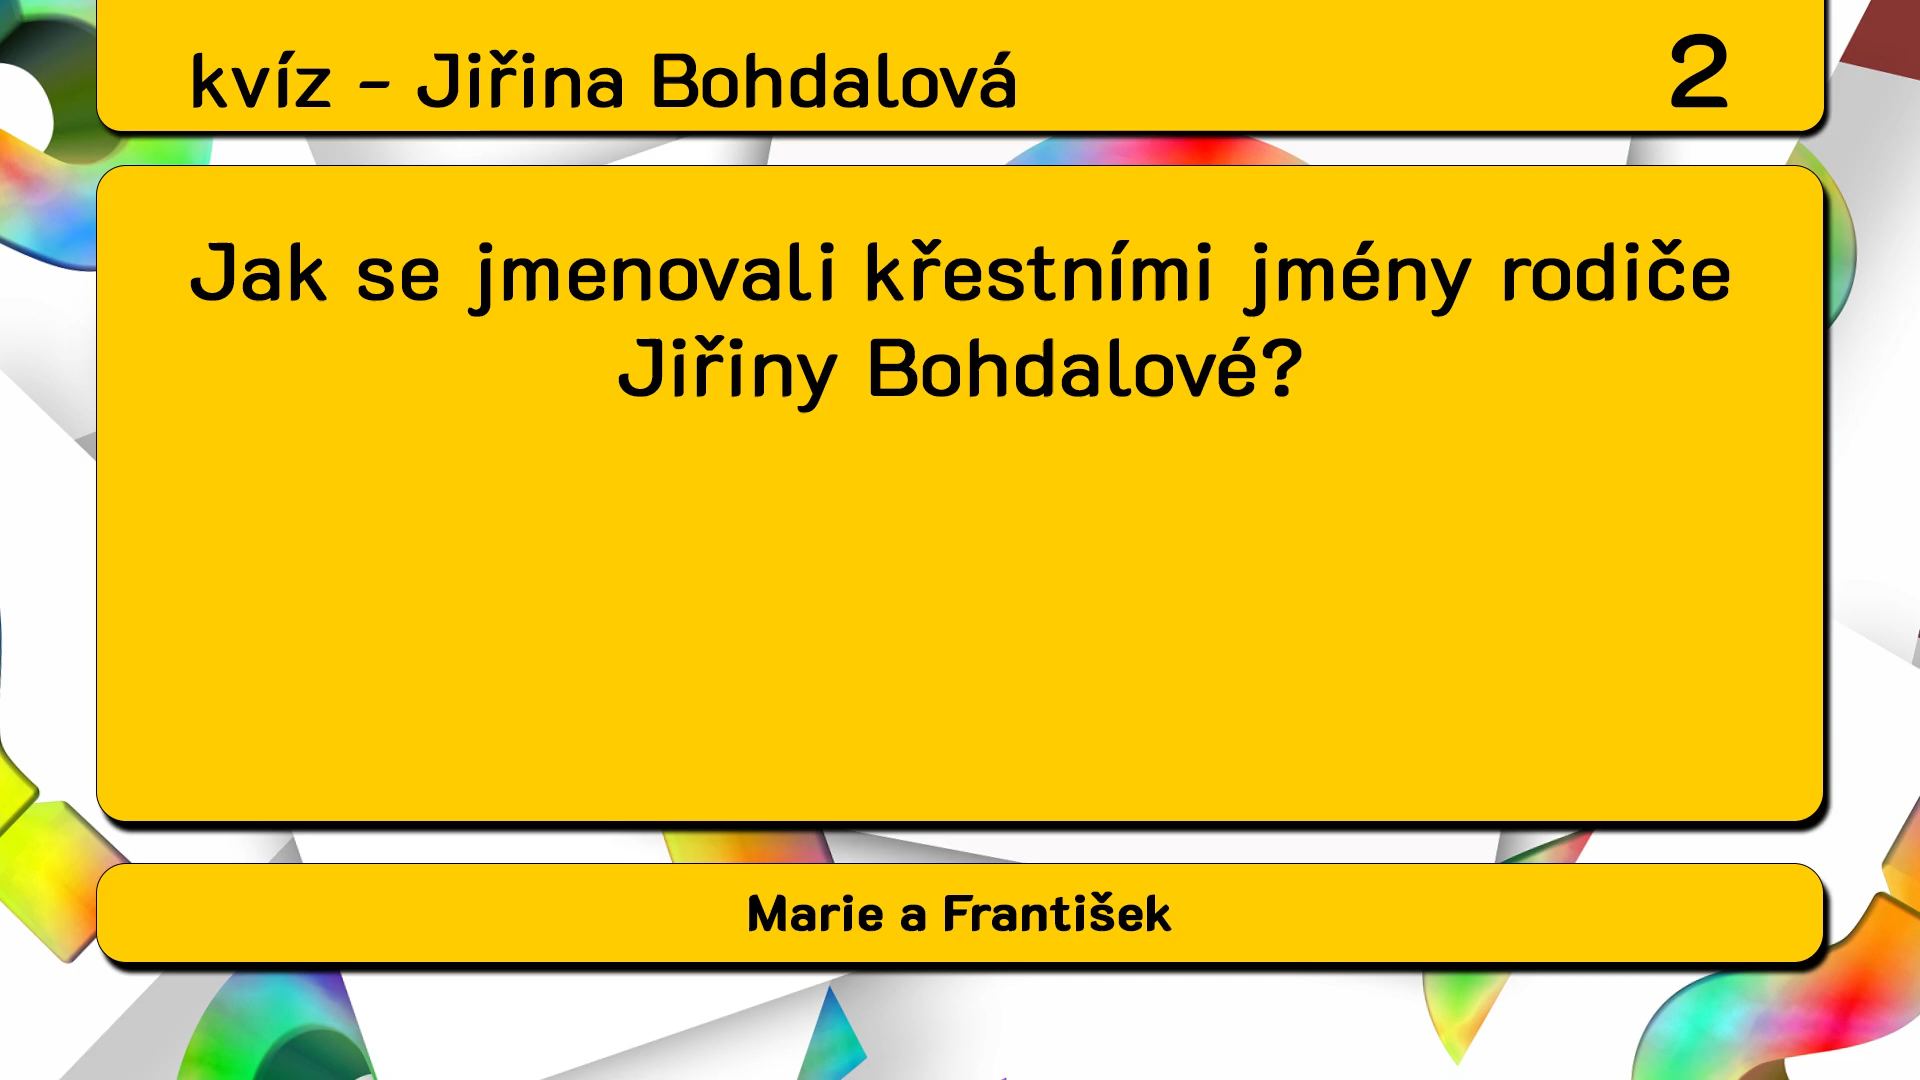 kvíz - Jiřina Bohdalová 2
Jak se jmenovali křestními jmény rodiče
Jiřiny Bohdalové?
Marie a František